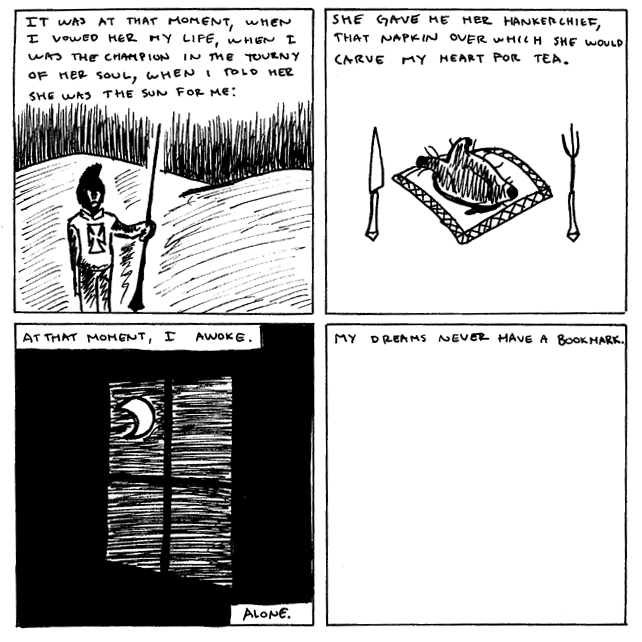 IT WAS AT THAT MOMENT, WHEN
I VOWED HER MY LIFE, WHEN I
WAS THE CHAMPION IN THE TOURNY
OF HER SOUL, WHEN I TOLD HER
SHE WAS THE SUN FOR ME:
SHE GAVE ME HER HANKERCHIEF,
THAT NAPKIN OVER WHICH SHE WOULD
CARVE MY HEART FOR TEA.
AT THAT MOMENT, I AWOKE.
ALONE.
MY DREAMS NEVER HAVE A BOOKMARK.